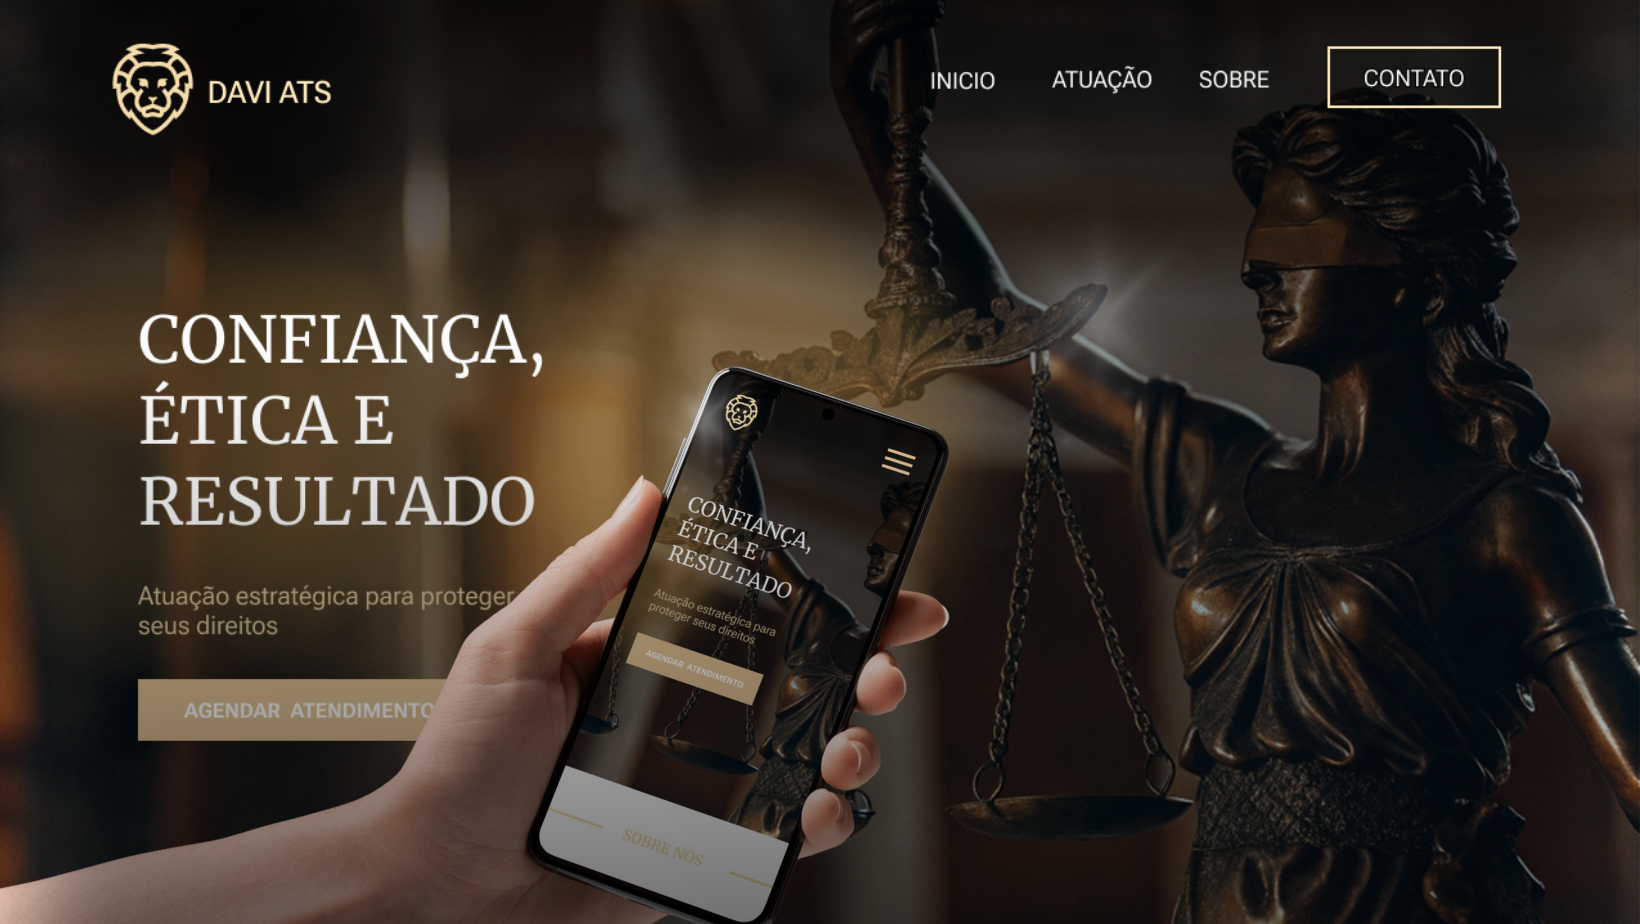 DAVI ATS
INICIO
ATUAÇÃO
SOBRE
CONTATO
CONFIANÇA,
ÉTICA E
RESULTADO
Atuação estratégica para proteger
seus direitos
AGENDAR ATENDIMENTO
CONFIANÇA,
ÉTICA E
RESULTADO
Atuação estratégica para
proteger seus direitos
AGENDAR ATENDIMENTO
SOBRE NÓS